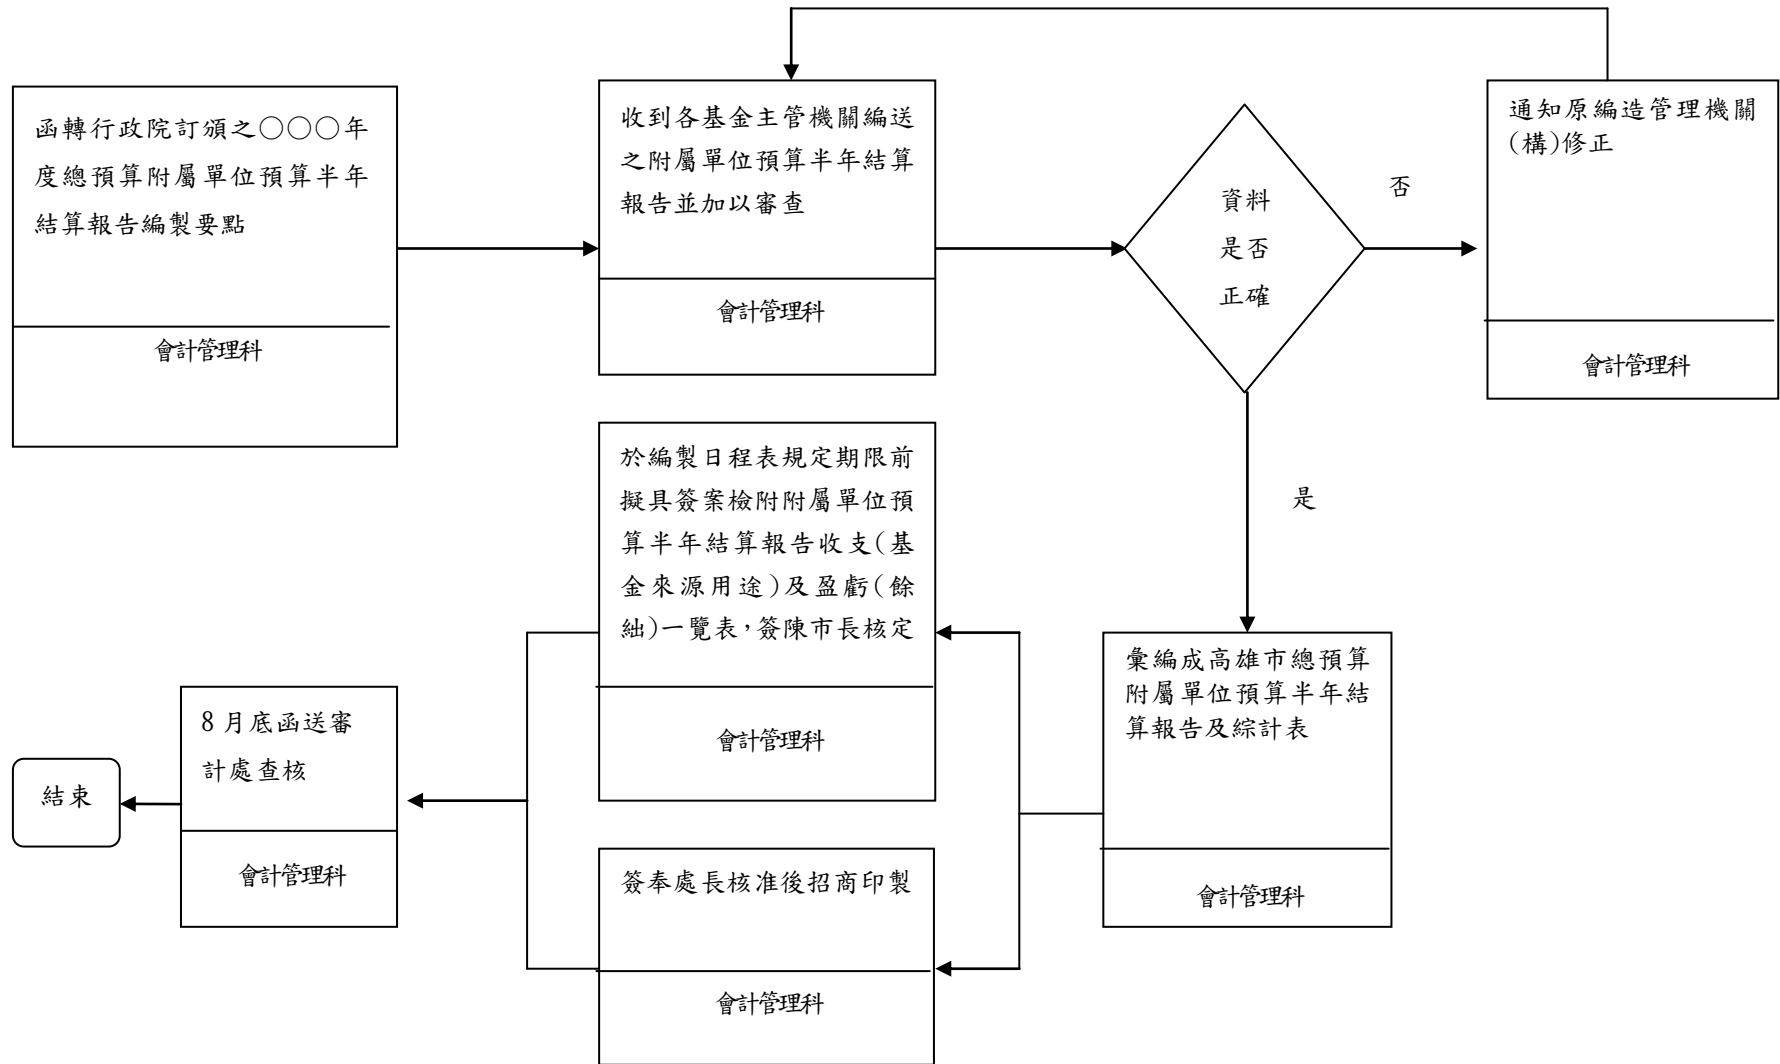 函轉行政院訂頒之○○○年
度總預算附屬單位預算半年
結算報告編製要點
會計管理科
收到各基金主管機關編送
之附屬單位預算半年結算
報告並加以審查
會計管理科
資料
是否
正確
否
通知原編造管理機關
(構)修正
會計管理科
是
彙編成高雄市總預算
附屬單位預算半年結
算報告及綜計表
會計管理科
於編製日程表規定期限前
擬具簽案檢附附屬單位預
算半年結算報告收支(基
金來源用途)及盈虧(餘
絀)一覽表，簽陳市長核定
會計管理科
簽奉處長核准後招商印製
會計管理科
8月底函送審
計處查核
會計管理科
結束